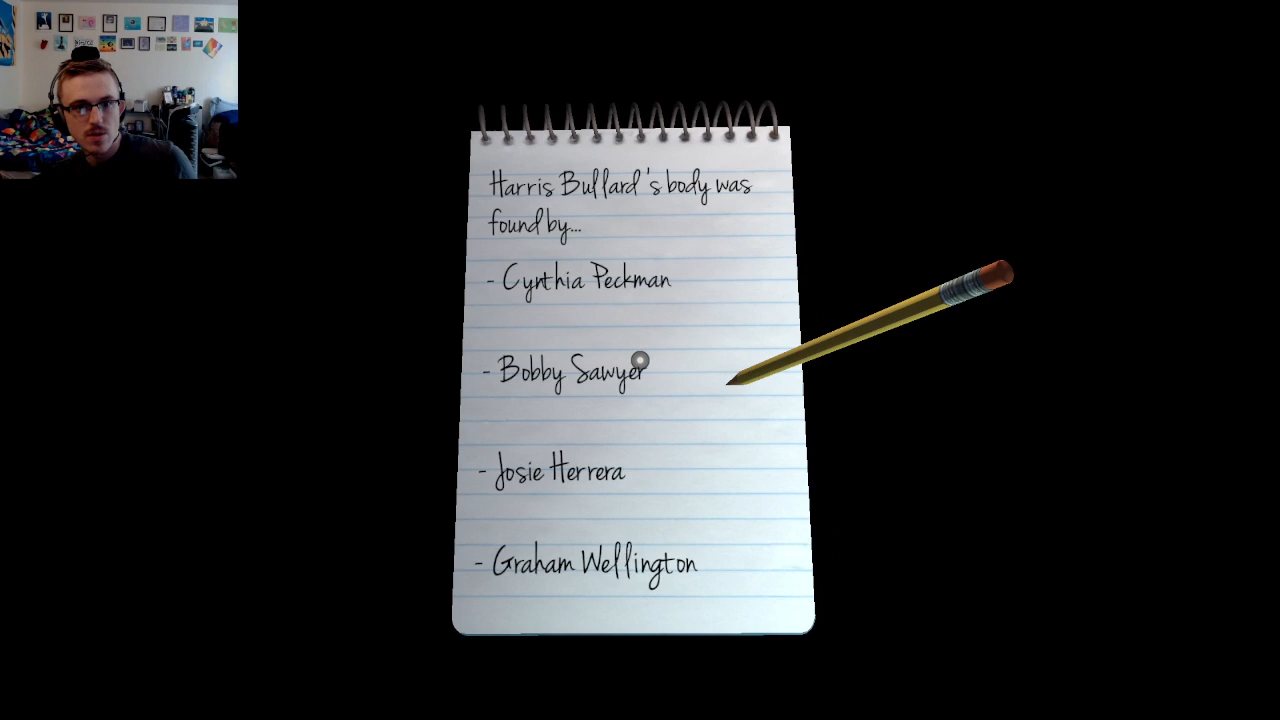 Harris Bullard's body was
found by...
- Cynthia Peckman
- Bobby Sawyer
- Josie Herrera
- Graham Wellington